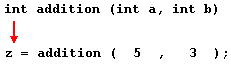 int addition (int a, int b)
z = addition ( 5 , 3 );